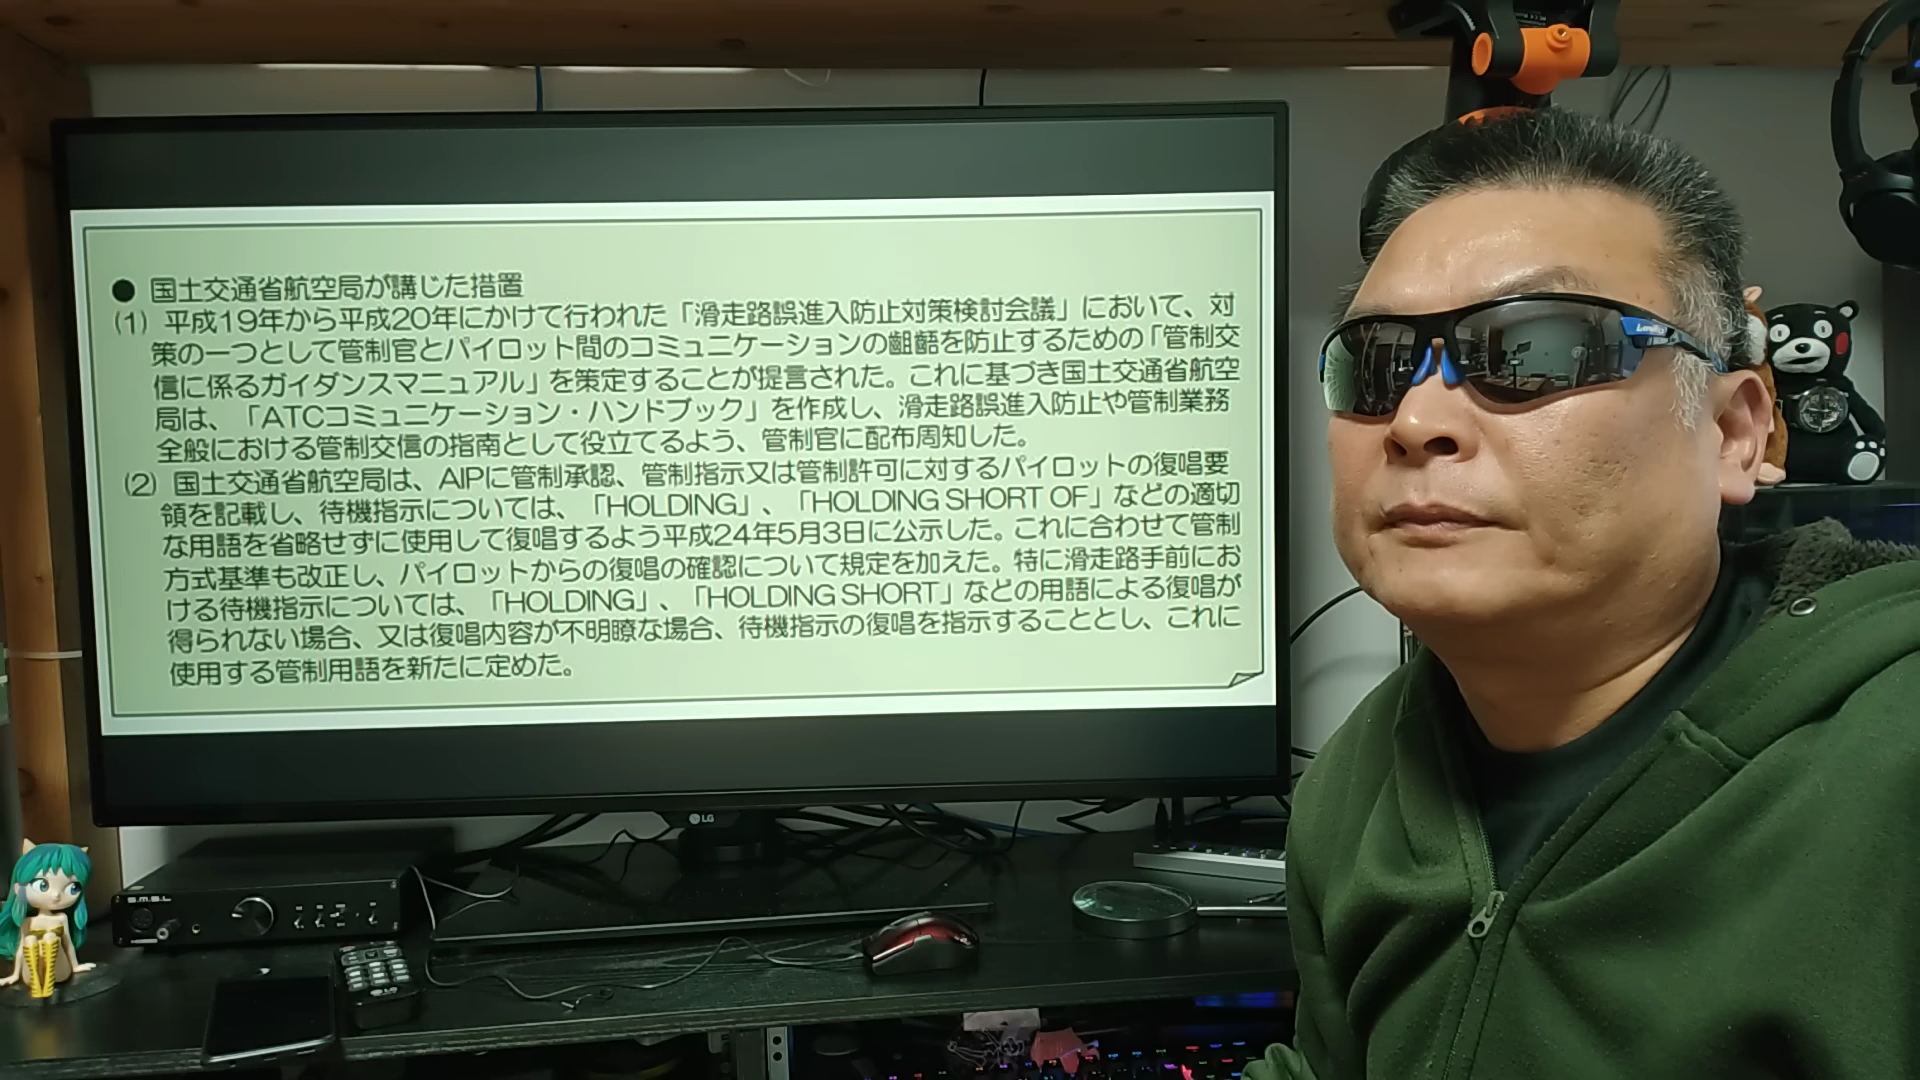 ● 国土交通省航空局が講じた措置
(1) 平成19年から平成20年にかけて行われた「滑走路誤進入防止対策検討会議」において、対
策の一つとして管制官とパイロット間のコミュニケーションの齟齬を防止するための「管制交
信に係るガイダンスマニュアル」を策定することが提言された。これに基づき国土交通省航空
局は、「ATCコミュニケーション・ハンドブック」を作成し、滑走路誤進入防止や管制業務
全般における管制交信の指南として役立てるよう、管制官に配布周知した。
(2) 国土交通省航空局は、AIPに管制承認、管制指示又は管制許可に対するパイロットの復唱要
領を記載し、待機指示については、「HOLDING」、「HOLDING SHORT OF」などの適切
な用語を省略せずに使用して復唱するよう平成24年5月3日に公示した。これに合わせて管制
方式基準も改正し、パイロットからの復唱の確認について規定を加えた。特に滑走路手前にお
ける待機指示については、「HOLDING」、「HOLDING SHORT」などの用語による復唱が
得られない場合、又は復唱内容が不明瞭な場合、待機指示の復唱を指示することとし、これに
使用する管制用語を新たに定めた。
LG
S.M.S.L
LG